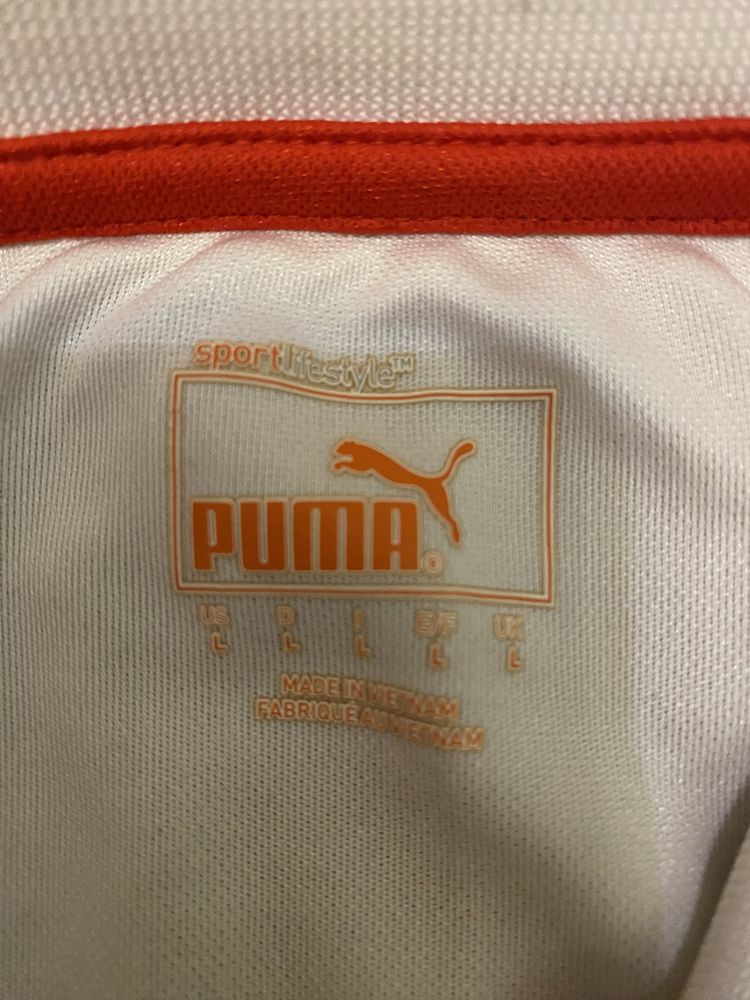 sportlifestyle™
PUMA®
US D I E/F UK
L L L L L
MADE IN VIETNAM
FABRIQUÉ AU VIETNAM